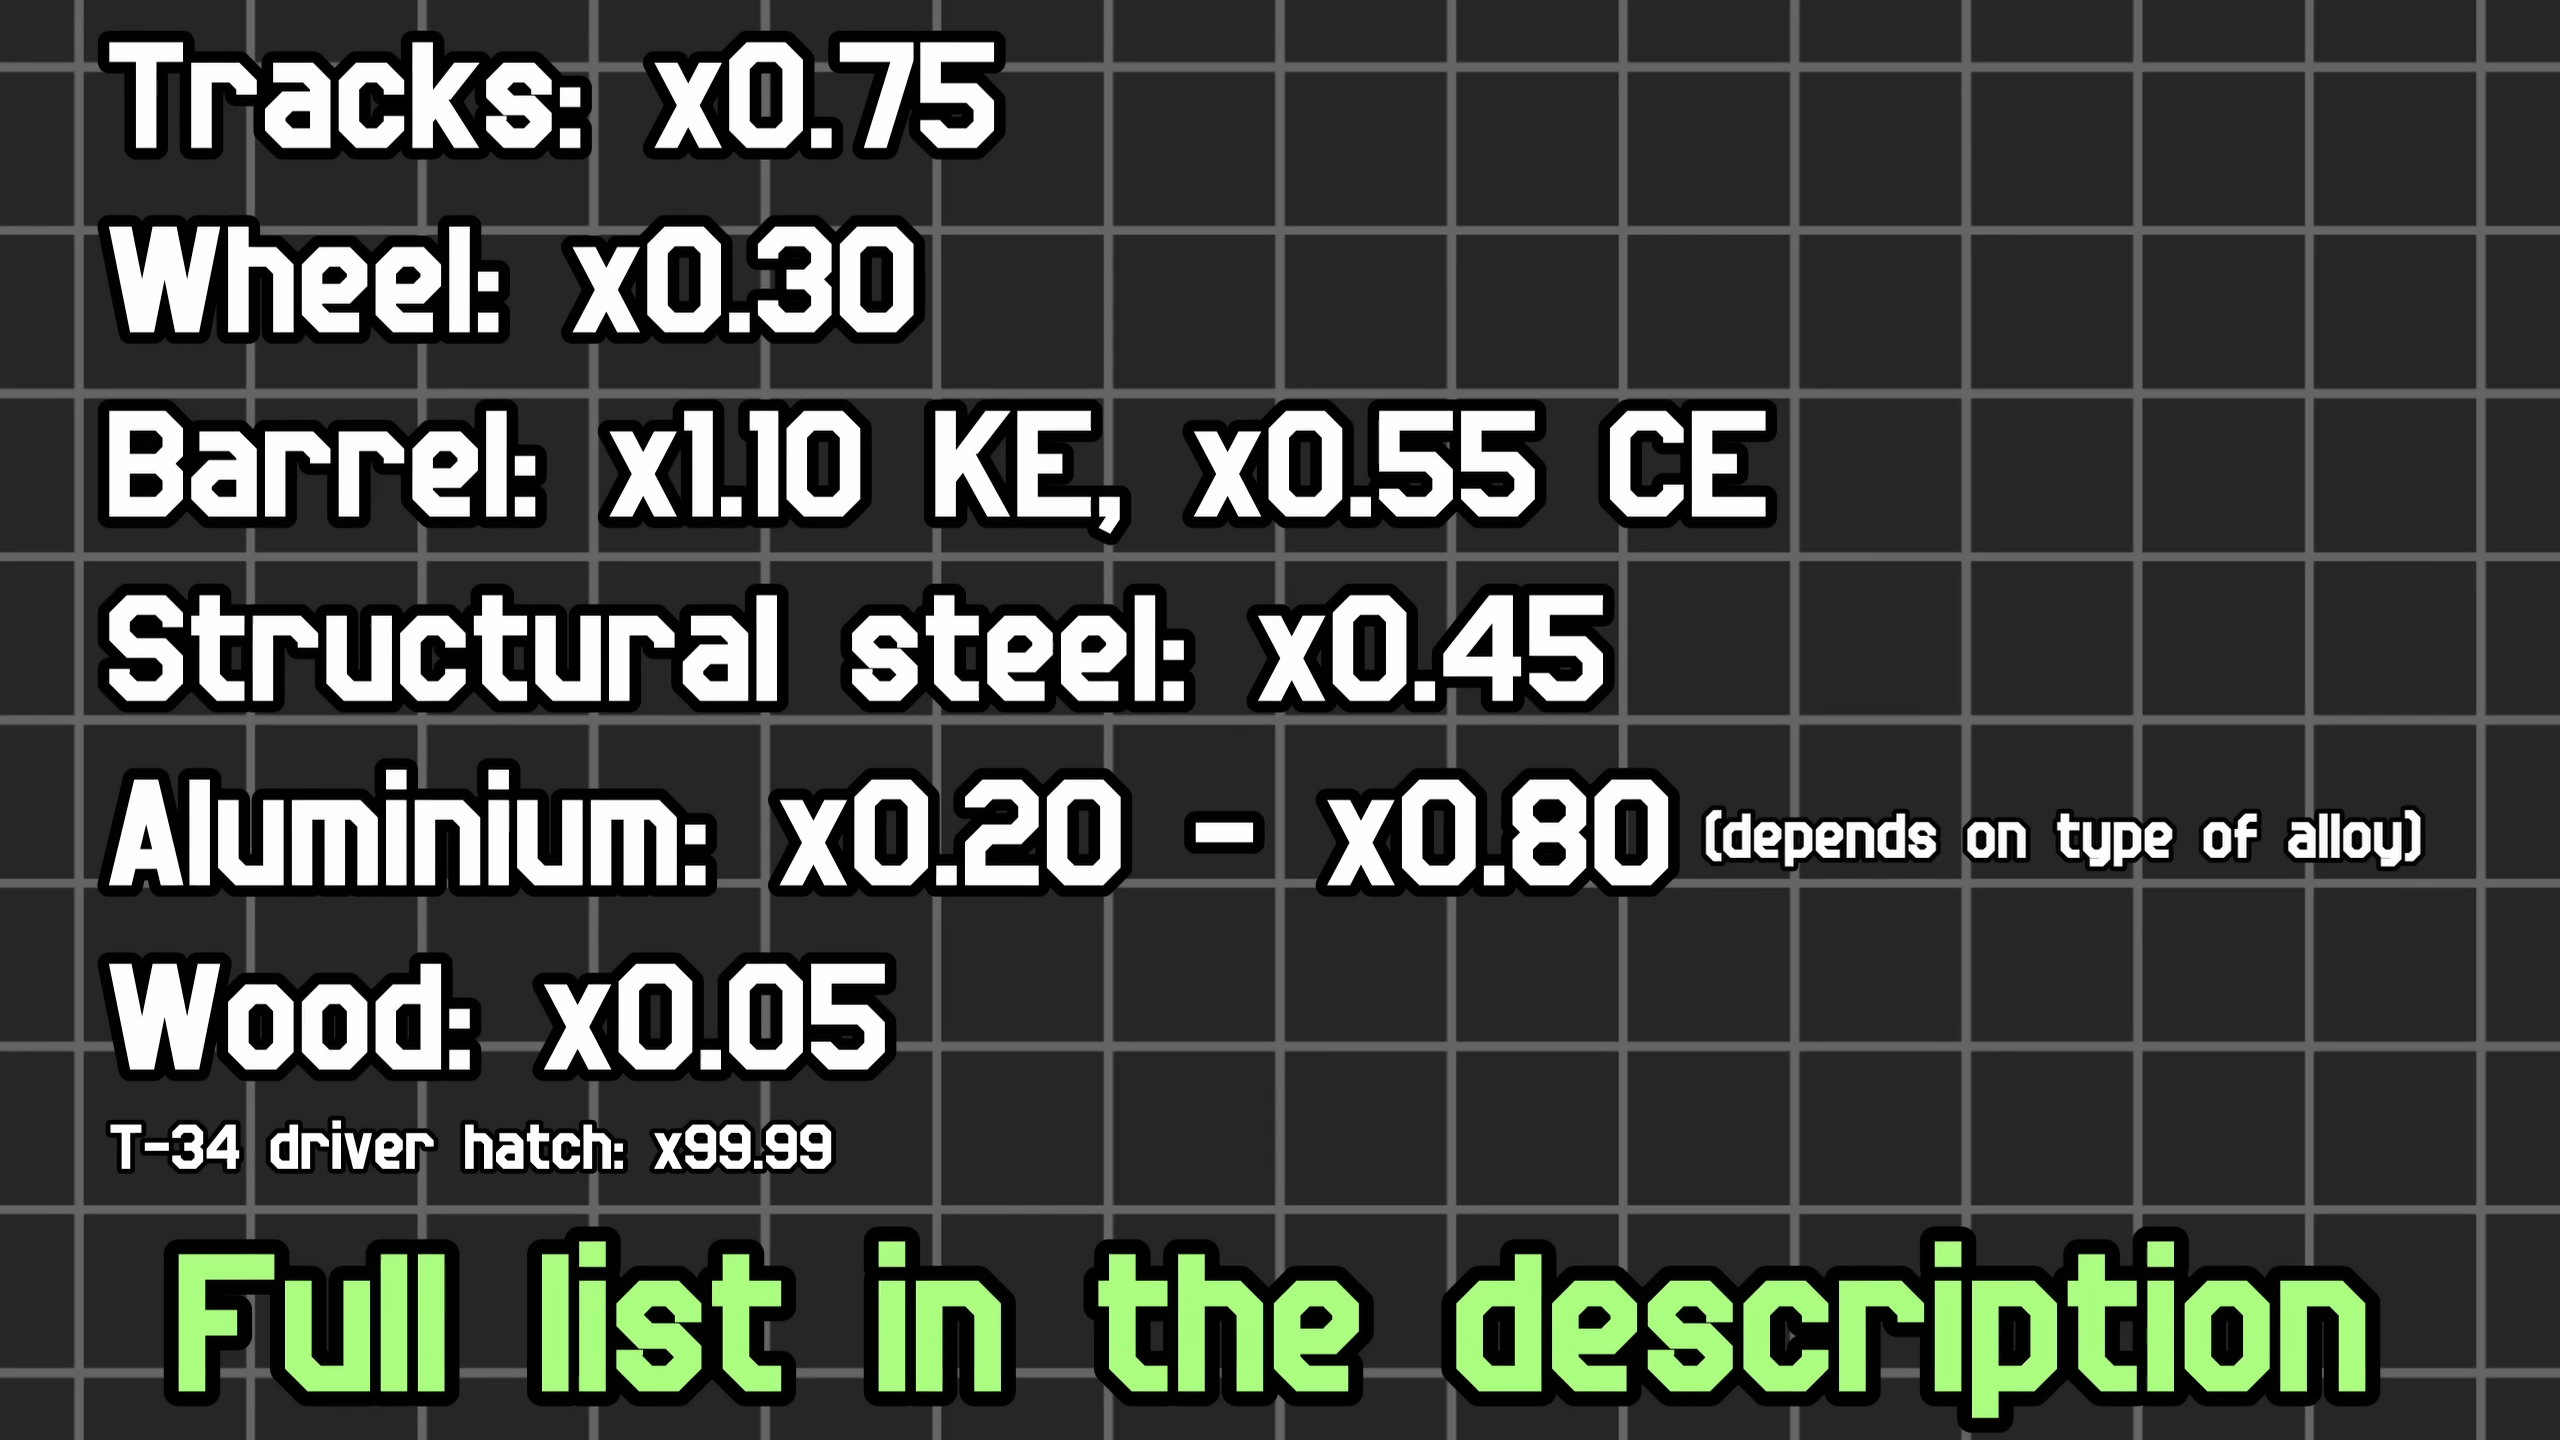 Tracks: x0.75
Wheel: x0.30
Barrel: x1.10 KE, x0.55 CE
Structural steel: x0.45
Aluminium: x0.20 - x0.80 (depends on type of alloy)
Wood: x0.05
T-34 driver hatch: x99.99
Full list in the description